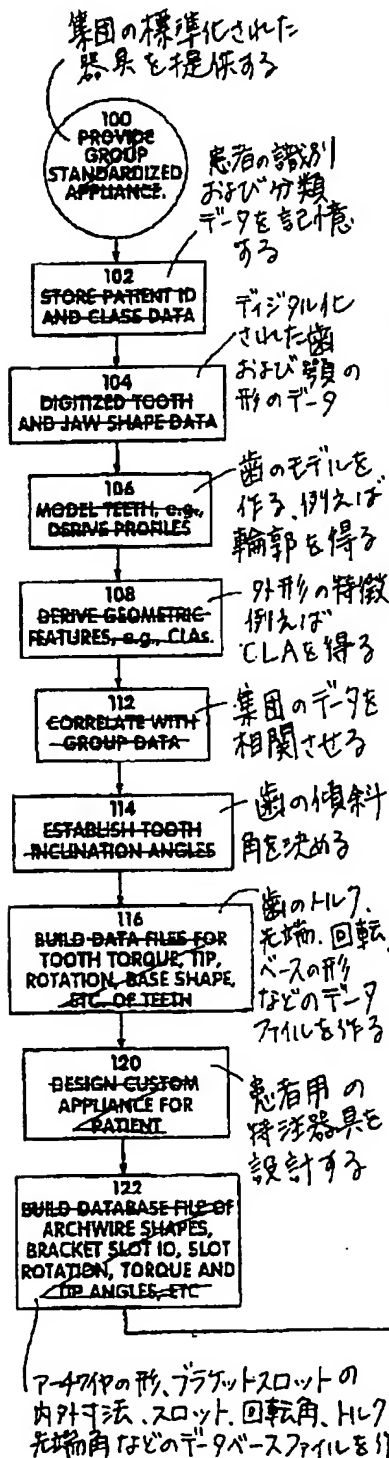 集団の標準化された
器具を提供する
100
PROVIDE
GROUP
STANDARDIZED
APPLIANCE.
患者の識別
および分類
データを記憶
する
102
STORE PATIENT ID
AND CLASS DATA
ディジタル化
された歯
および顎の
形のデータ
104
DIGITIZED TOOTH
AND JAW SHAPE DATA
歯のモデルを
作る、例えば
輪郭を得る
106
MODEL TEETH, e.g.,
DERIVE PROFILES
外形の特徴
例えば
CLAを得る
108
DERIVE GEOMETRIC
FEATURES, e.g., CLAs.
集団のデータを
相関させる
112
CORRELATE WITH
GROUP DATA
歯の傾斜
角を決める
114
ESTABLISH TOOTH
INCLINATION ANGLES
歯のトルク、
先端、回転、
ベースの形
などのデータ
ファイルを作る
116
BUILD DATA FILES FOR
TOOTH TORQUE, TIP,
ROTATION, BASE SHAPE,
ETC. OF TEETH
患者用の
特注器具を
設計する
120
DESIGN CUSTOM
APPLIANCE FOR
PATIENT
122
BUILD DATABASE FILE OF
ARCHWIRE SHAPES,
BRACKET SLOT IO, SLOT
ROTATION, TORQUE AND
TIP ANGLES, ETC
アーチワイヤの形、ブラケットスロットの
内外寸法、スロット、回転角、トルク
先端角などのデータベースファイルを作